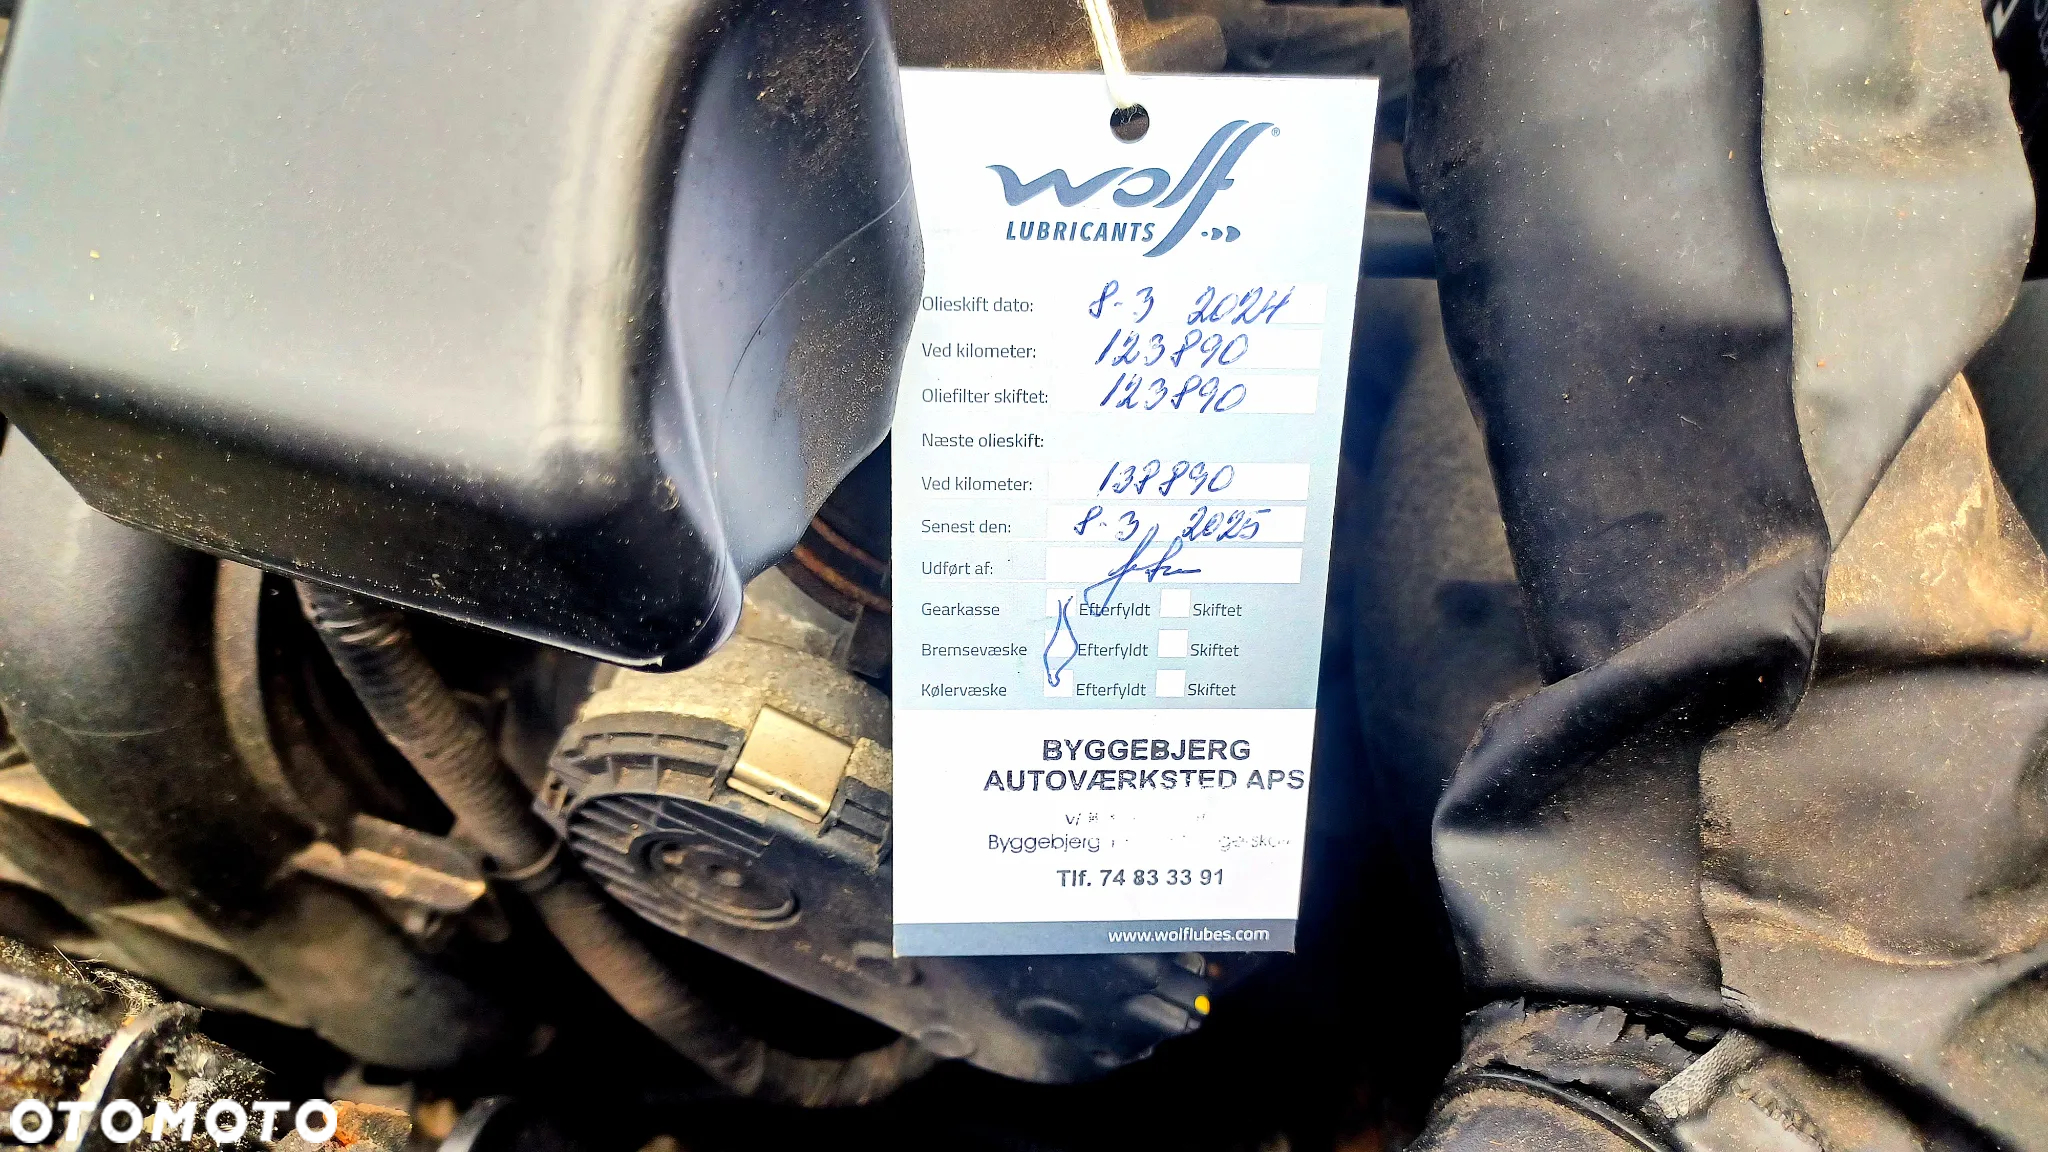 wolf®
LUBRICANTS
Olieskift dato: 8-3 2024
Ved kilometer: 123890
Oliefilter skiftet: 123890
Næste olieskift:
Ved kilometer: 138890
Senest den: 8-3 2025
Udført af:
Gearkasse Efterfyldt Skiftet
Bremsevæske Efterfyldt Skiftet
Kølervæske Efterfyldt Skiftet
BYGGEBJERG
AUTOVÆRKSTED APS
v/
Byggebjerg
Tlf. 74 83 33 91
www.wolflubes.com
OTOMOTO